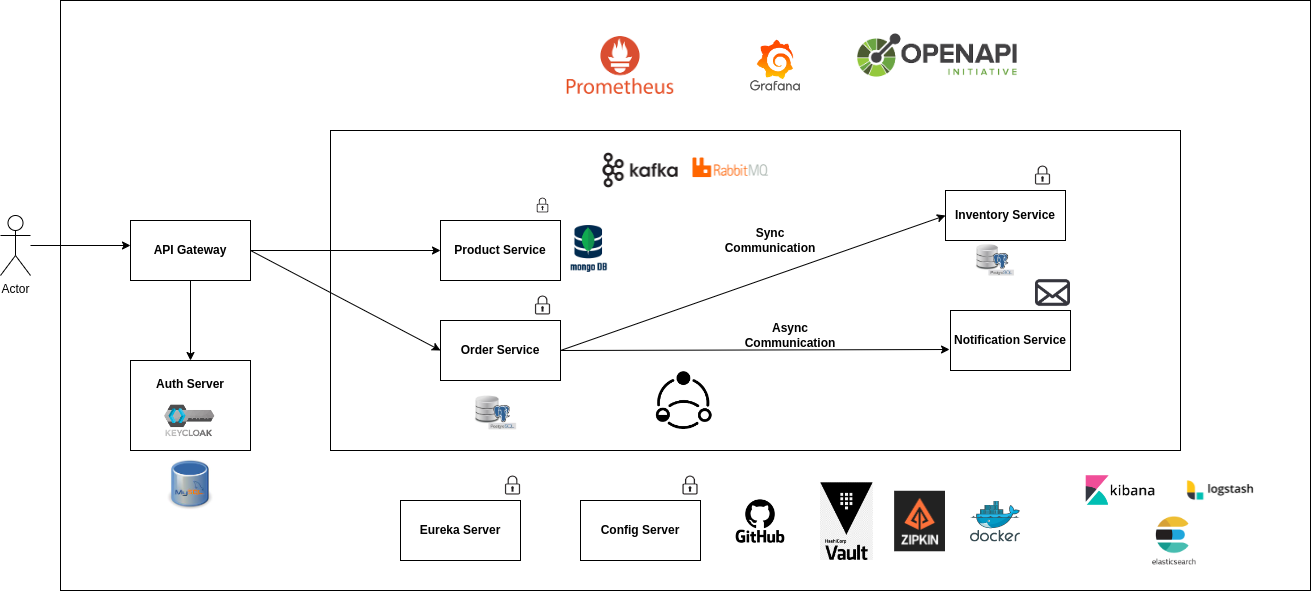 Prometheus
Grafana
OPENAPI
INITIATIVE
kafka
RabbitMQ
Actor
API Gateway
Product Service
mongo DB
Sync
Communication
Inventory Service
PostgreSQL
Order Service
PostgreSQL
Async
Communication
Notification Service
Auth Server
KEYCLOAK
MySQL
Eureka Server
Config Server
GitHub
HashiCorp
Vault
ZIPKIN
docker
kibana
logstash
elasticsearch